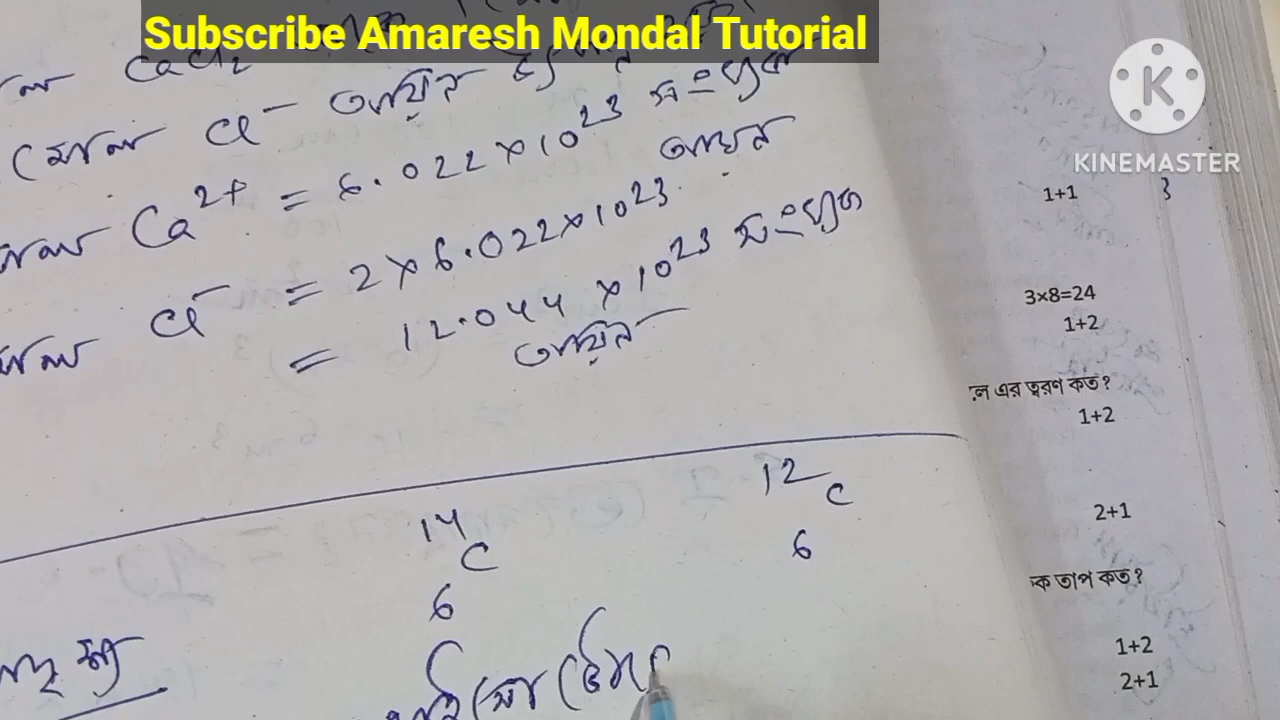 Subscribe Amaresh Mondal Tutorial
KINEMASTER
CaCl₂
মোল Cl⁻ আয়ন
Ca²⁺ = 6.022×10²³ সংখ্যক
আয়ন
Cl⁻ = 2×6.022×10²³
= 12.044×10²³ সংখ্যক
আয়ন
¹⁴₆C ¹²₆C
1+1
3×8=24
1+2
এর ত্বরণ কত?
1+2
2+1
তাপ কত?
1+2
2+1